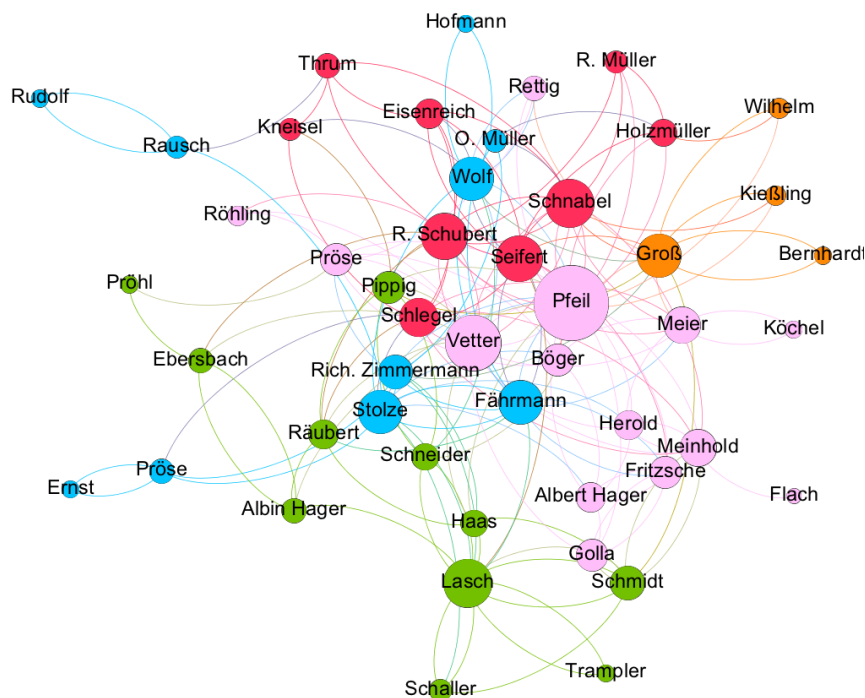 Hofmann
Thrum
R. Müller
Rettig
Rudolf
Eisenreich
Wilhelm
Kneisel
O. Müller
Holzmüller
Rausch
Wolf
Schnabel
Kießling
Röhling
R. Schubert
Seifert
Groß
Bernhardt
Pröse
Pröhl
Pippig
Pfeil
Schlegel
Meier
Köchel
Vetter
Ebersbach
Böger
Rich. Zimmermann
Stolze
Fährmann
Herold
Räubert
Meinhold
Schneider
Pröse
Fritzsche
Ernst
Albert Hager
Flach
Albin Hager
Haas
Golla
Lasch
Schmidt
Trampler
Schaller